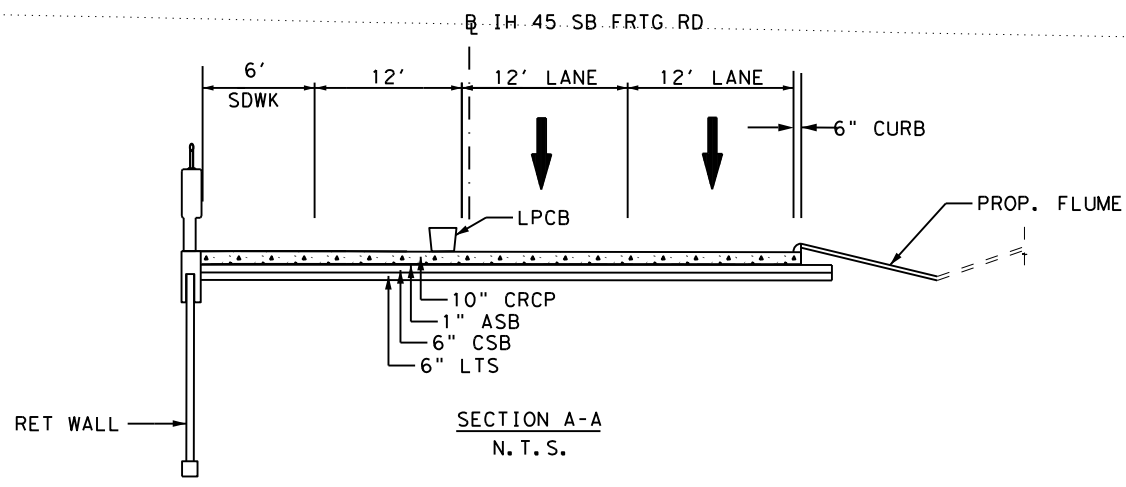 ℄ IH 45 SB FRTG RD
6'
SDWK
12'
12' LANE
12' LANE
6" CURB
PROP. FLUME
LPCB
10" CRCP
1" ASB
6" CSB
6" LTS
RET WALL
SECTION A-A
N.T.S.